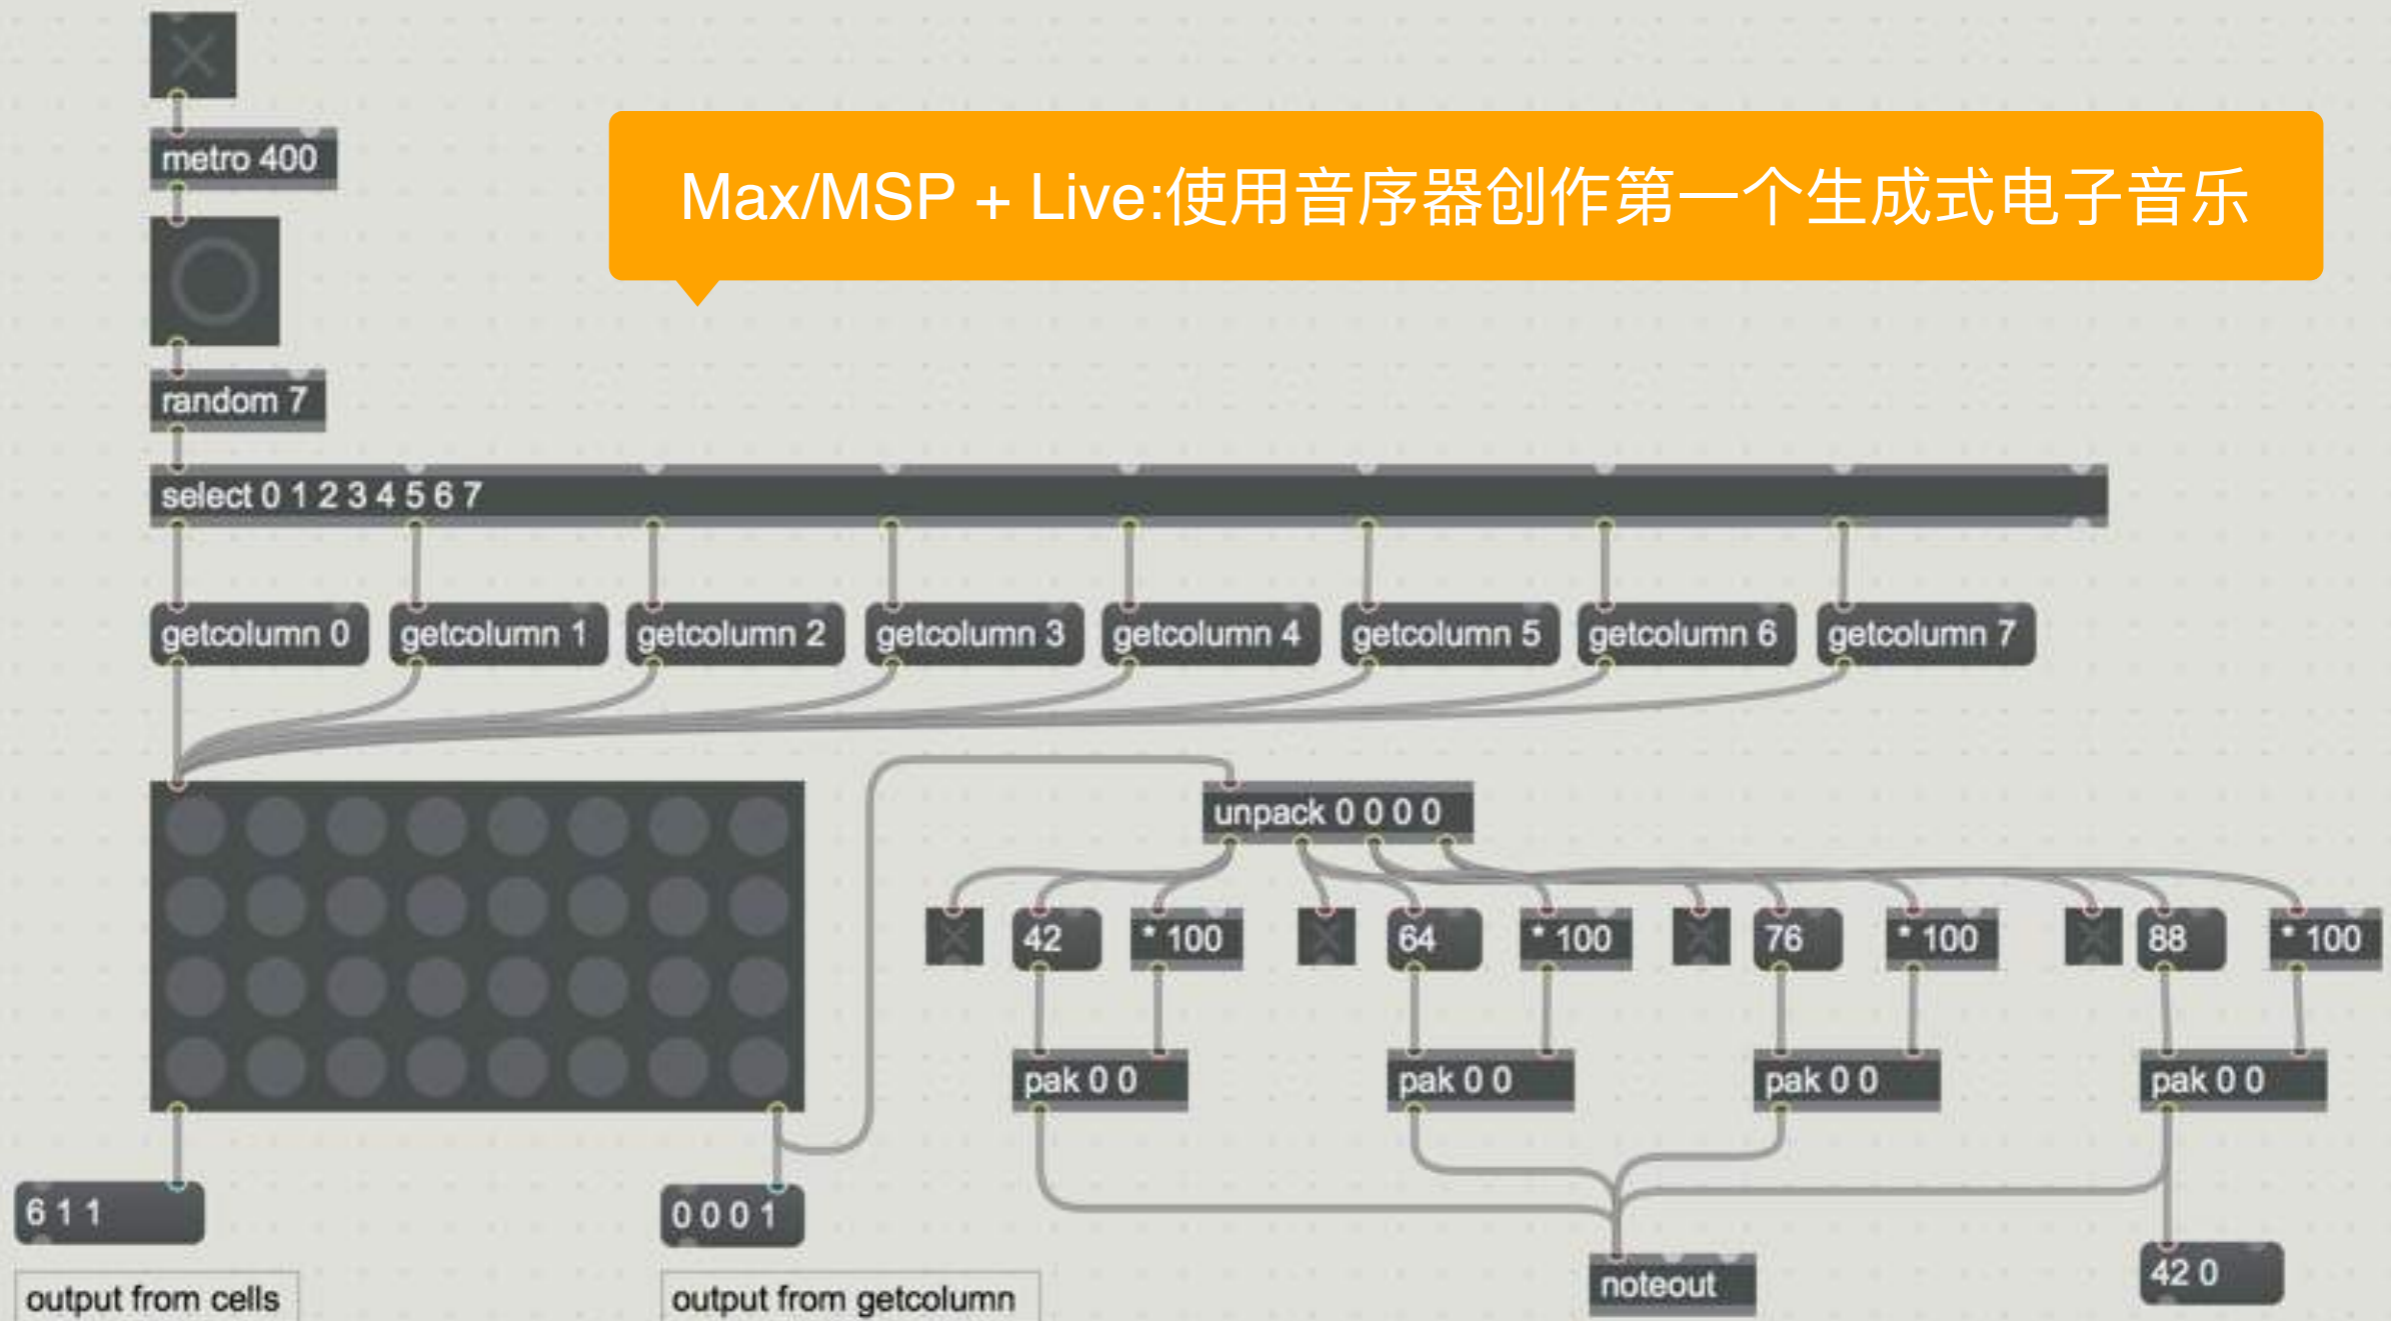 metro 400
Max/MSP + Live:使用音序器创作第一个生成式电子音乐
random 7
select 0 1 2 3 4 5 6 7
getcolumn 0
getcolumn 1
getcolumn 2
getcolumn 3
getcolumn 4
getcolumn 5
getcolumn 6
getcolumn 7
unpack 0 0 0 0
42
* 100
64
* 100
76
* 100
88
* 100
pak 0 0
pak 0 0
pak 0 0
pak 0 0
6 1 1
0 0 0 1
noteout
42 0
output from cells
output from getcolumn